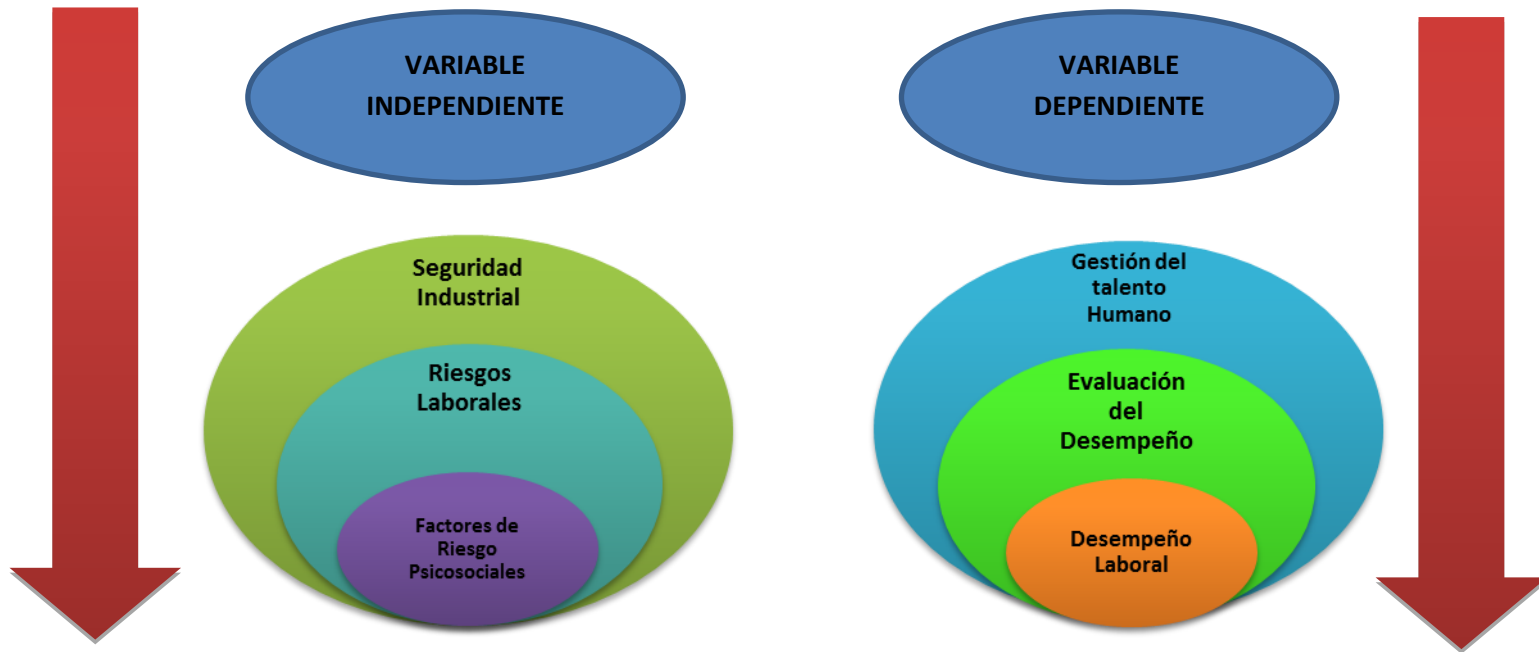 VARIABLE
INDEPENDIENTE
Seguridad
Industrial
Riesgos
Laborales
Factores de
Riesgo
Psicosociales
VARIABLE
DEPENDIENTE
Gestión del
talento
Humano
Evaluación
del
Desempeño
Desempeño
Laboral